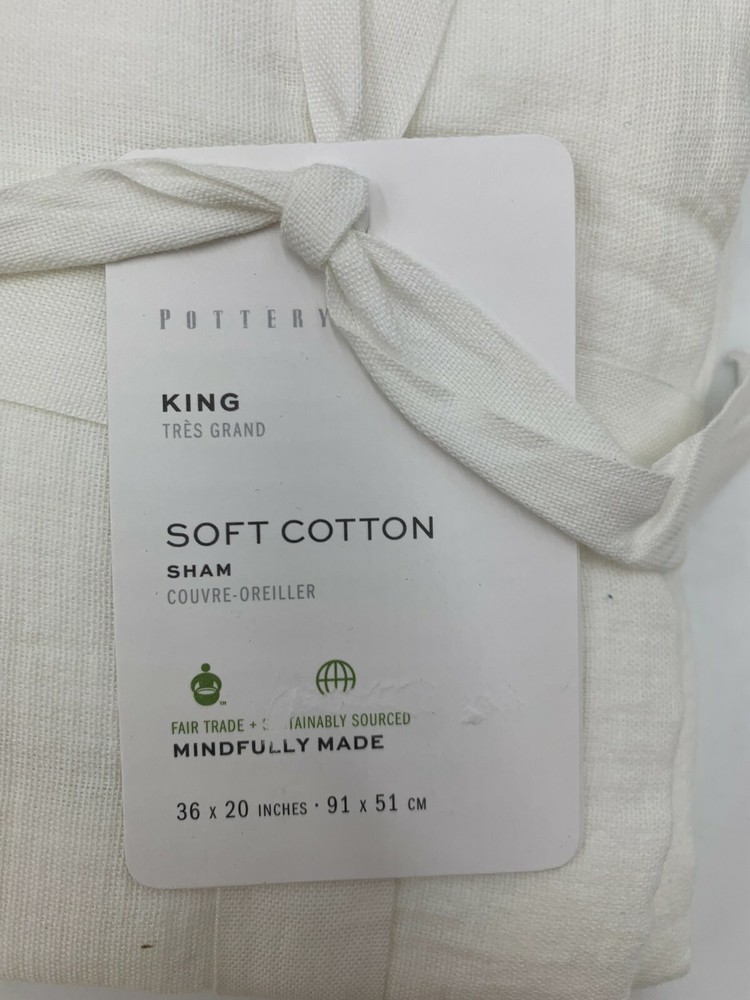 POTTERY
KING
TRÈS GRAND
SOFT COTTON
SHAM
COUVRE-OREILLER
TM
FAIR TRADE + S TAINABLY SOURCED
MINDFULLY MADE
36 x 20 INCHES · 91 x 51 CM